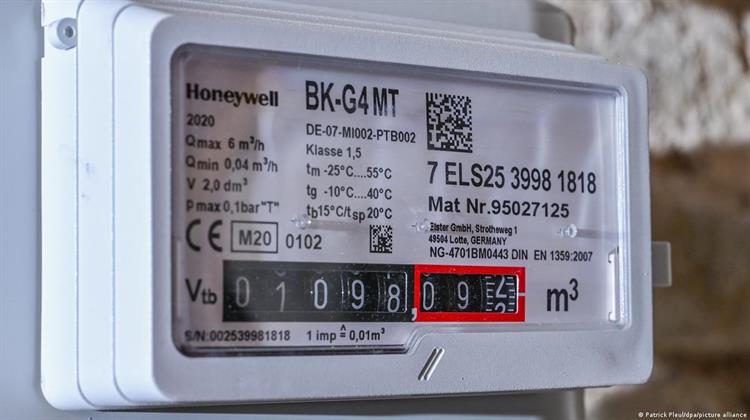 Honeywell
2020
Qmax 6 m³/h
Qmin 0,04 m³/h
V 2,0 dm³
pmax 0,1bar "T"
CE M20 0102
BK-G4 MT
DE-07-MI002-PTB002
Klasse 1,5
tm -25°C....55°C
tg -10°C....40°C
tb15°C/tsp 20°C
7 ELS25 3998 1818
Mat Nr.95027125
Elster GmbH, Strotheweg 1
49504 Lotte, GERMANY
NG-4701BM0443 DIN EN 1359:2007
Vtb 01098,09 m³
S/N:002539981818 1 imp ≙ 0,01m³
© Patrick Pleul/dpa/picture alliance